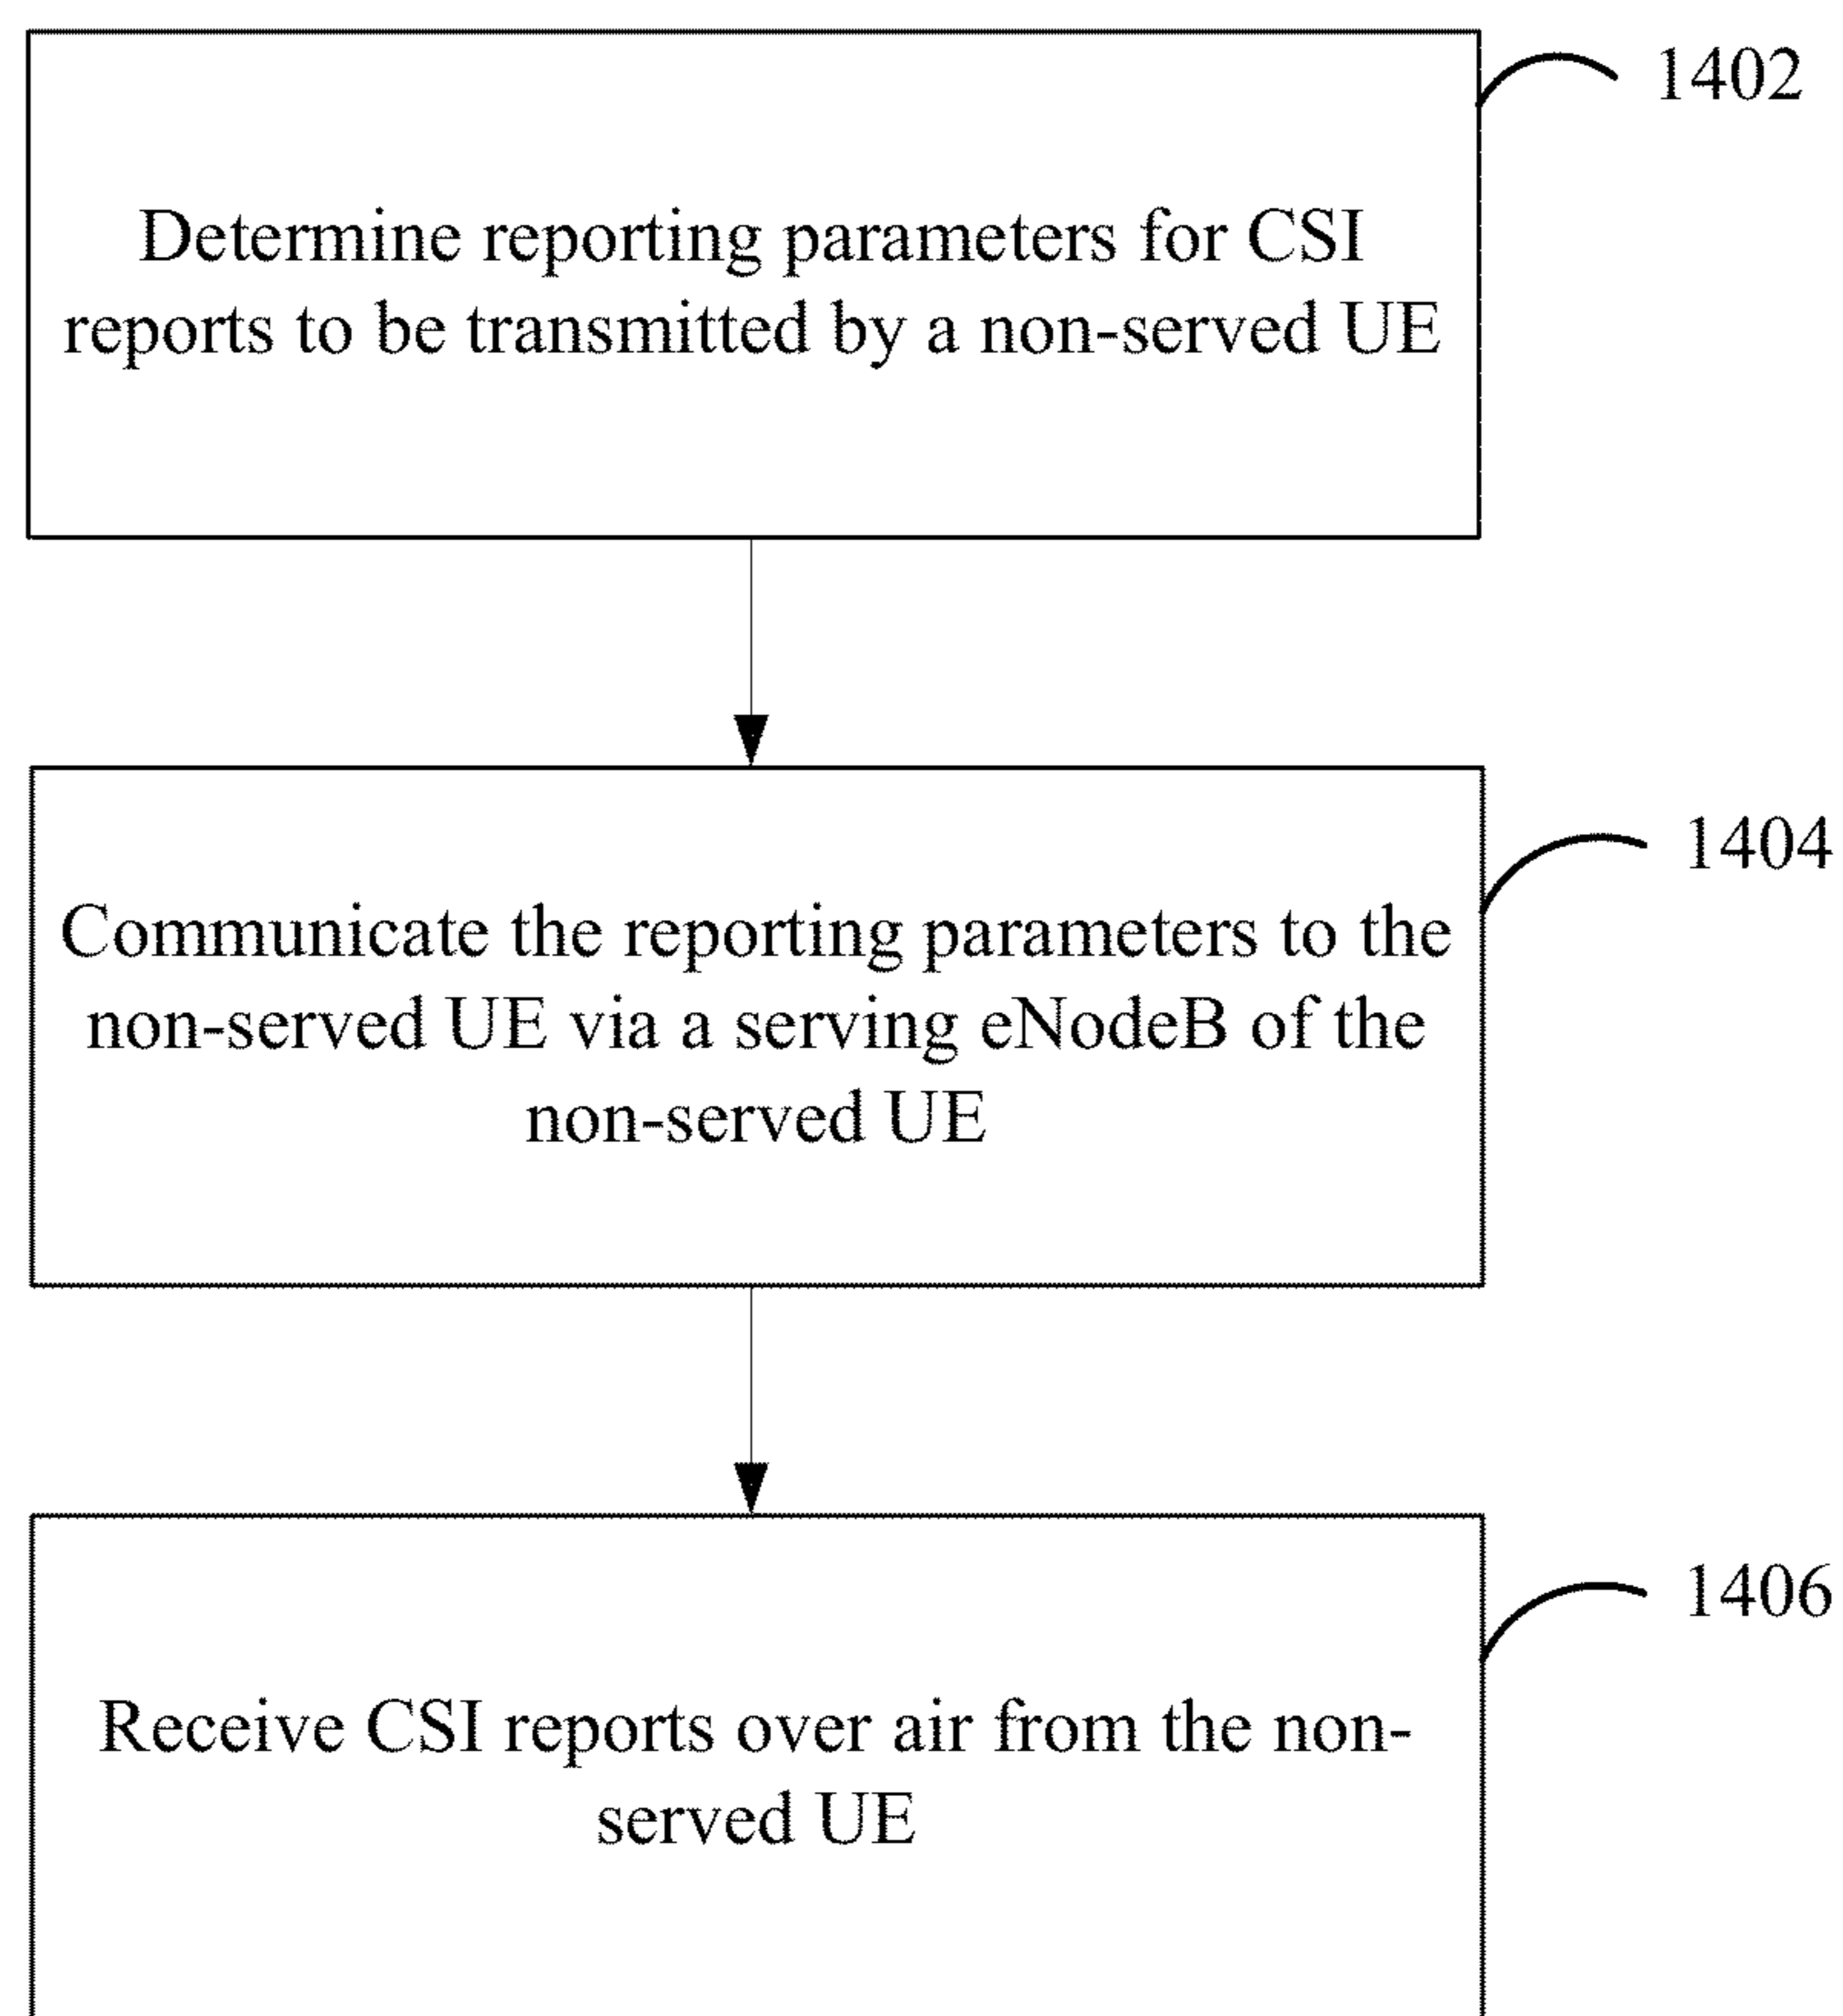 1402
Determine reporting parameters for CSI
reports to be transmitted by a non-served UE
1404
Communicate the reporting parameters to the
non-served UE via a serving eNodeB of the
non-served UE
1406
Receive CSI reports over air from the non-
served UE